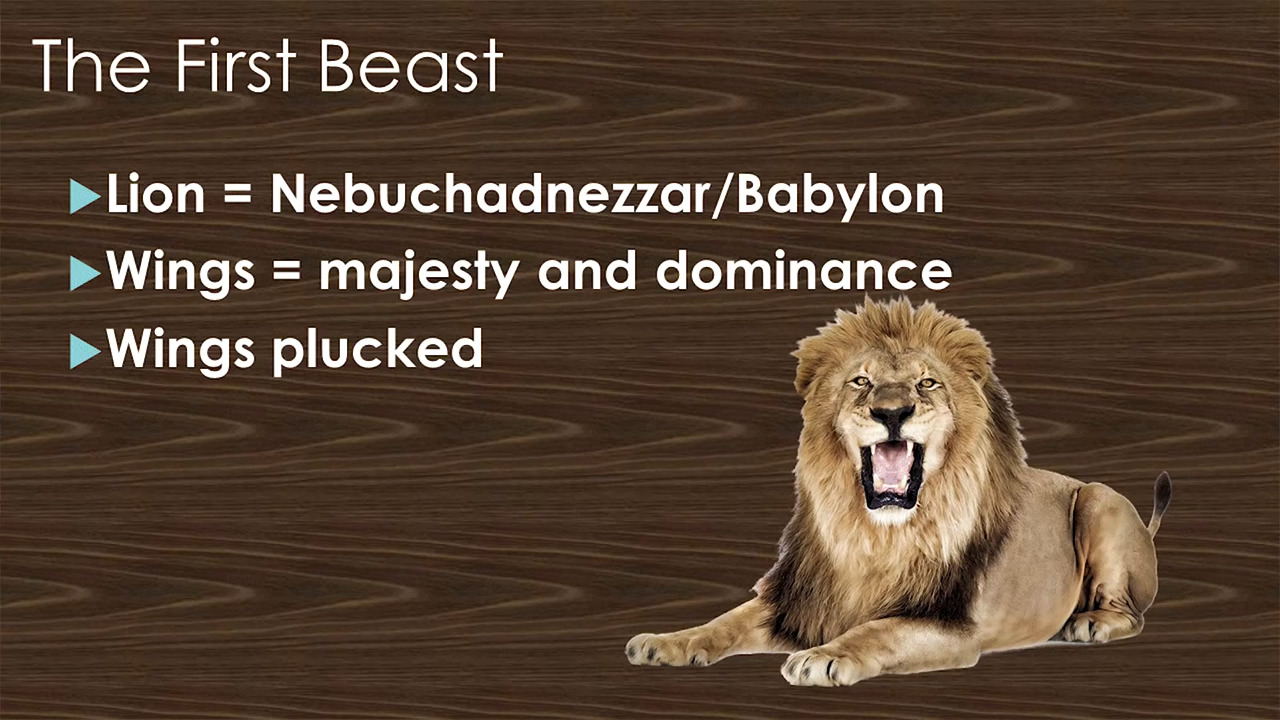 The First Beast
Lion = Nebuchadnezzar/Babylon
Wings = majesty and dominance
Wings plucked